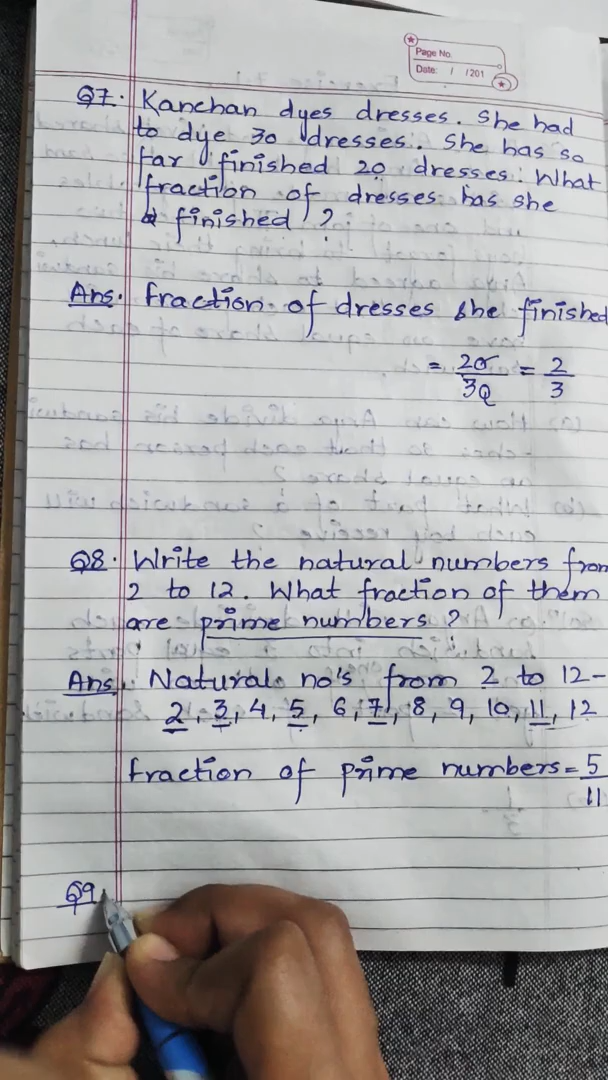 Page No.
Date: / /201
Q7. Kanchan dyes dresses. She had
to dye 30 dresses. She has so
far finished 20 dresses. What
fraction of dresses has she
finished ?
Ans. fraction of dresses she finished
= 20/30 = 2/3
Q8. Write the natural numbers from
2 to 12. What fraction of them
are prime numbers ?
Ans. Natural no's from 2 to 12-
2, 3, 4, 5, 6, 7, 8, 9, 10, 11, 12
fraction of prime numbers = 5/11
Q9.